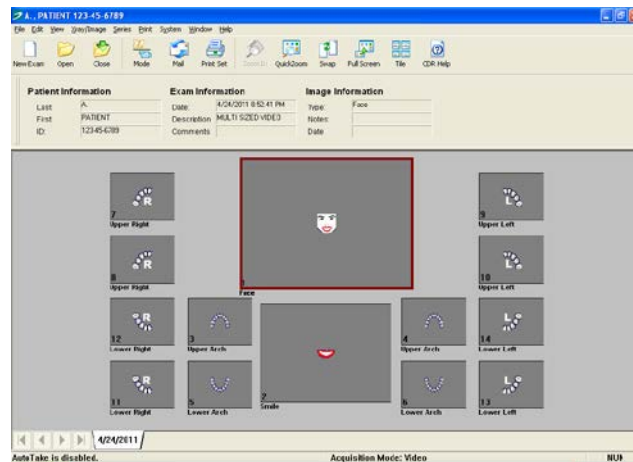 A., PATIENT 123-45-6789
File Edit View Xray/Image Series Print System Window Help
New Exam Open Close Mode Mail Print Set Zoom In QuickZoom Swap Full Screen Tile CDR Help
Patient Information Exam Information Image Information
Last: A. Date: 4/24/2011 8:52:41 PM Type: Face
First: PATIENT Description: MULTI SIZED VIDEO Notes:
ID: 12345-6789 Comments Date
R L
7 9
Upper Right Upper Left
R L
8 1 10
Upper Right Face Upper Left
R L
12 3 4 14
Lower Right Upper Arch Upper Arch Lower Left
R L
11 5 2 6 13
Lower Right Lower Arch Smile Lower Arch Lower Left
4/24/2011
AutoTake is disabled. Acquisition Mode: Video NUM